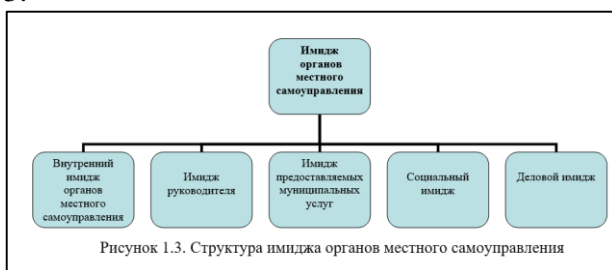 Имидж
органов
местного
самоуправления
Внутренний
имидж
органов
местного
самоуправления
Имидж
руководителя
Имидж
предоставляемых
муниципальных
услуг
Социальный
имидж
Деловой имидж
Рисунок 1.3. Структура имиджа органов местного самоуправления